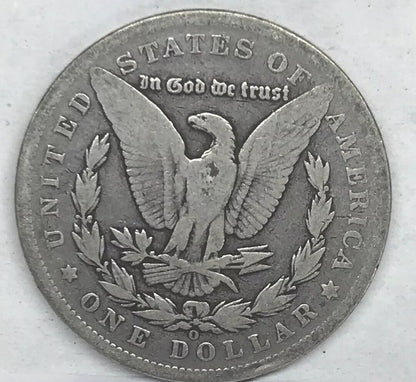 UNITED STATES OF AMERICA
In God we trust
O
ONE DOLLAR